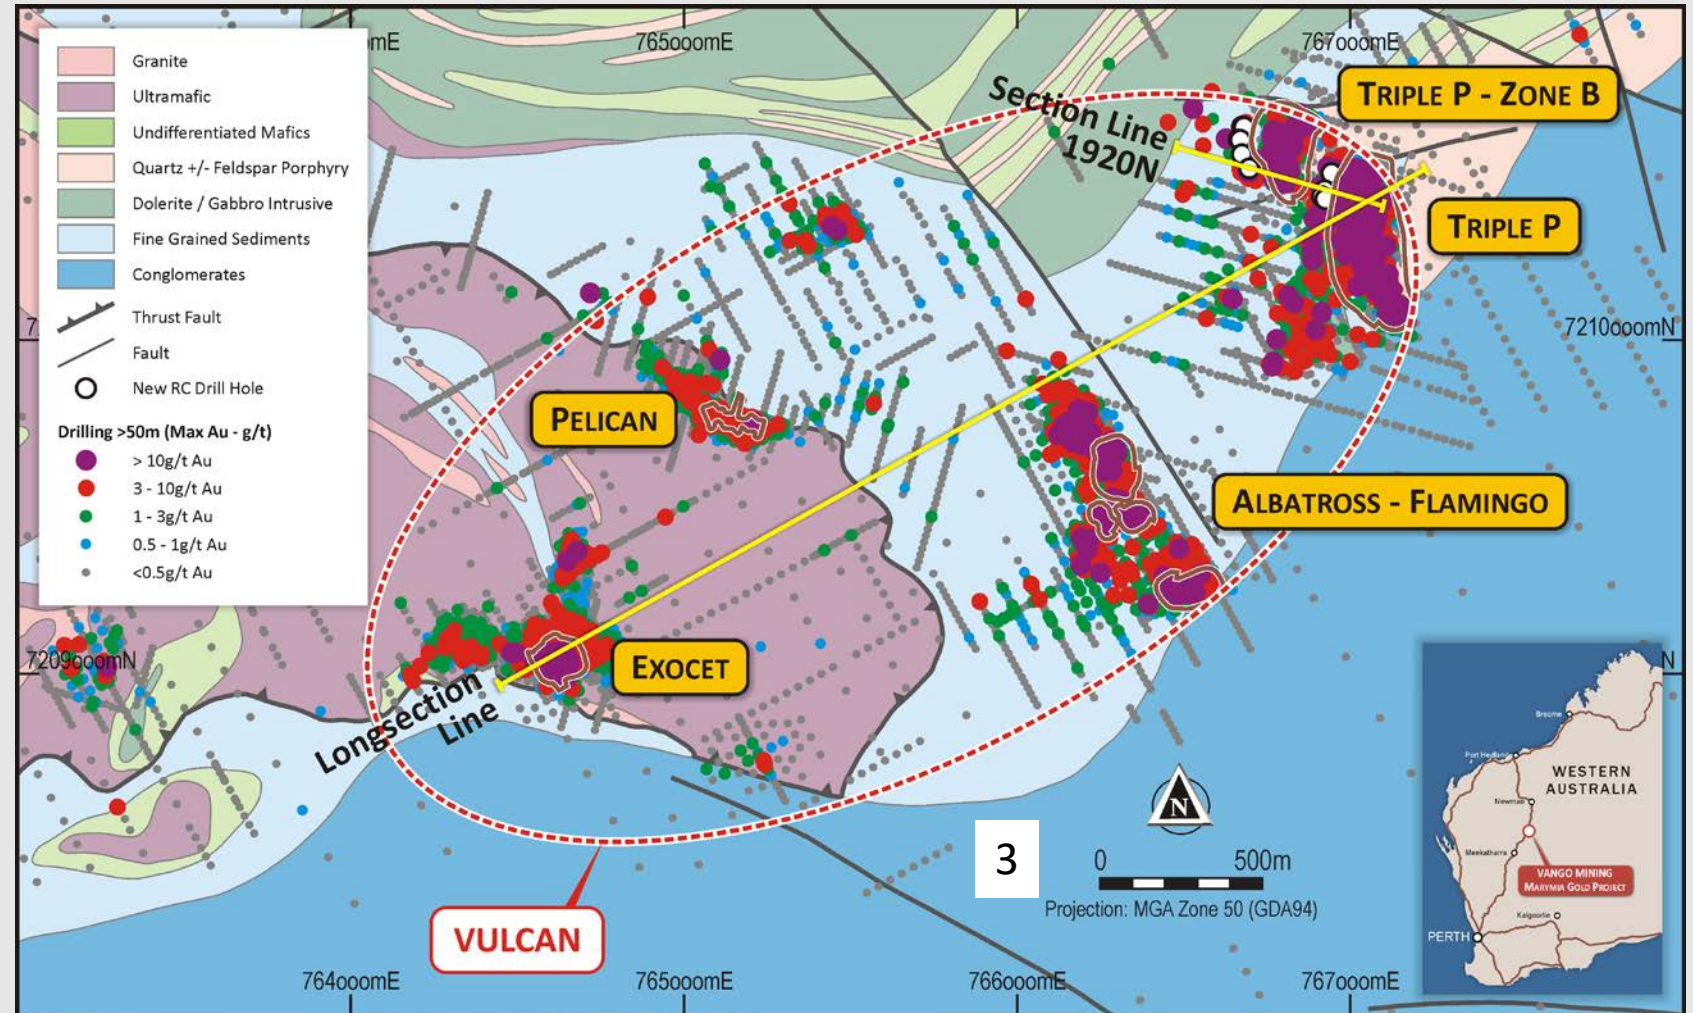 Granite
Ultramafic
Undifferentiated Mafics
Quartz +/- Feldspar Porphyry
Dolerite / Gabbro Intrusive
Fine Grained Sediments
Conglomerates
Thrust Fault
Fault
New RC Drill Hole
Drilling >50m (Max Au - g/t)
> 10g/t Au
3 - 10g/t Au
1 - 3g/t Au
0.5 - 1g/t Au
<0.5g/t Au
mE
765000mE
767000mE
Section Line
1920N
TRIPLE P - ZONE B
TRIPLE P
7210000mN
7
PELICAN
ALBATROSS - FLAMINGO
EXOCET
7209000mN
N
Longsection
Line
VULCAN
N
3
0 500m
Projection: MGA Zone 50 (GDA94)
764000mE
765000mE
766000mE
767000mE
Broome
Port Hedland
WESTERN
AUSTRALIA
Newman
Meekatharra
VANGO MINING
MARYMIA GOLD PROJECT
Kalgoorlie
PERTH